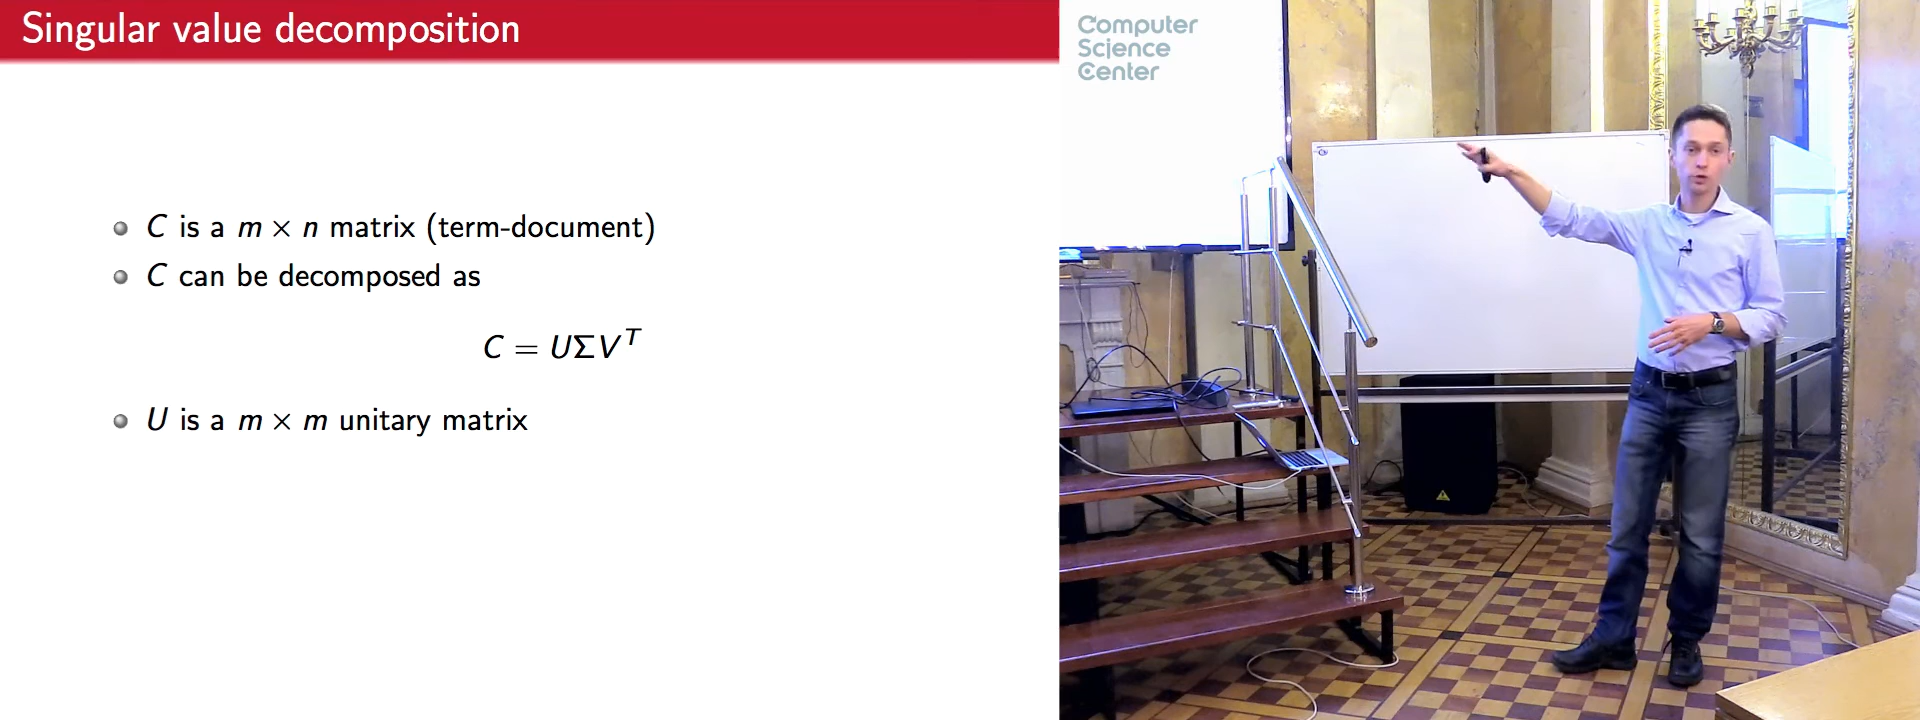 Singular value decomposition
C is a m × n matrix (term-document)
C can be decomposed as
C = UΣV^T
U is a m × m unitary matrix
Computer
Science
Center